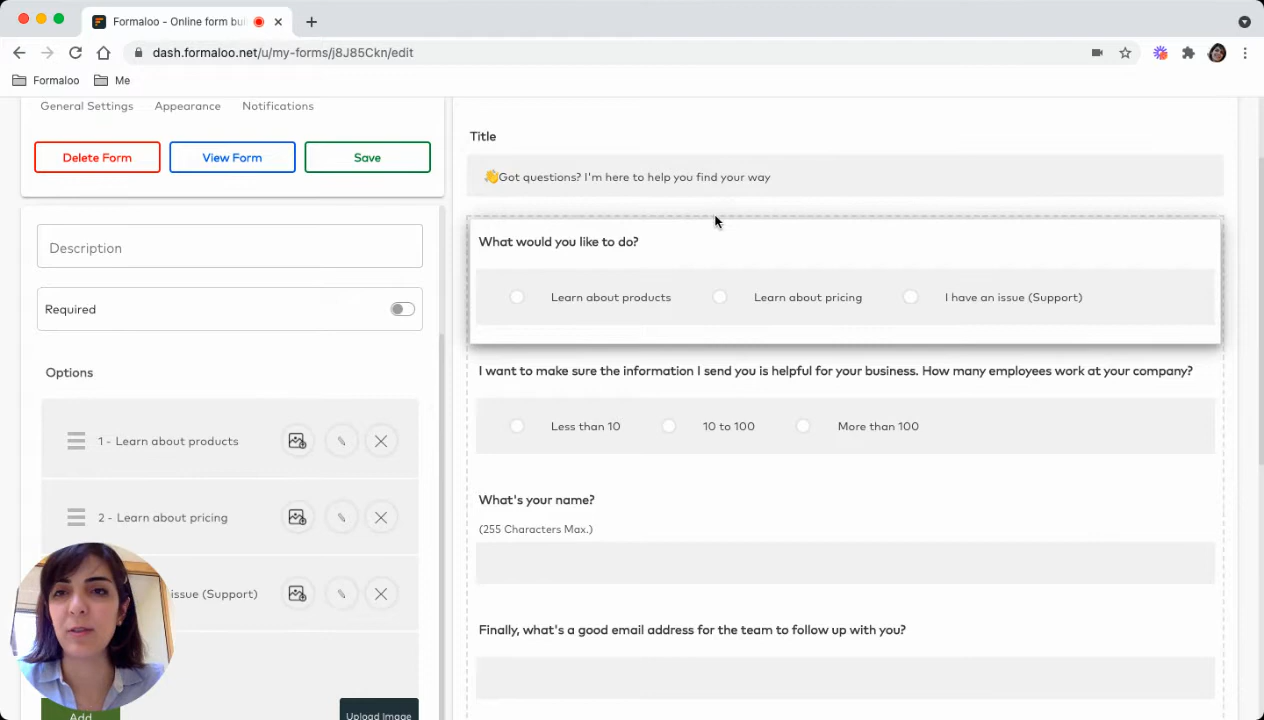 Formaloo - Online form bu
dash.formaloo.net/u/my-forms/j8J85Ckn/edit
Formaloo Me
General Settings Appearance Notifications
Delete Form View Form Save
Description
Required
Options
1 - Learn about products
2 - Learn about pricing
issue (Support)
Add Upload Image
Title
👋Got questions? I'm here to help you find your way
What would you like to do?
Learn about products Learn about pricing I have an issue (Support)
I want to make sure the information I send you is helpful for your business. How many employees work at your company?
Less than 10 10 to 100 More than 100
What's your name?
(255 Characters Max.)
Finally, what's a good email address for the team to follow up with you?